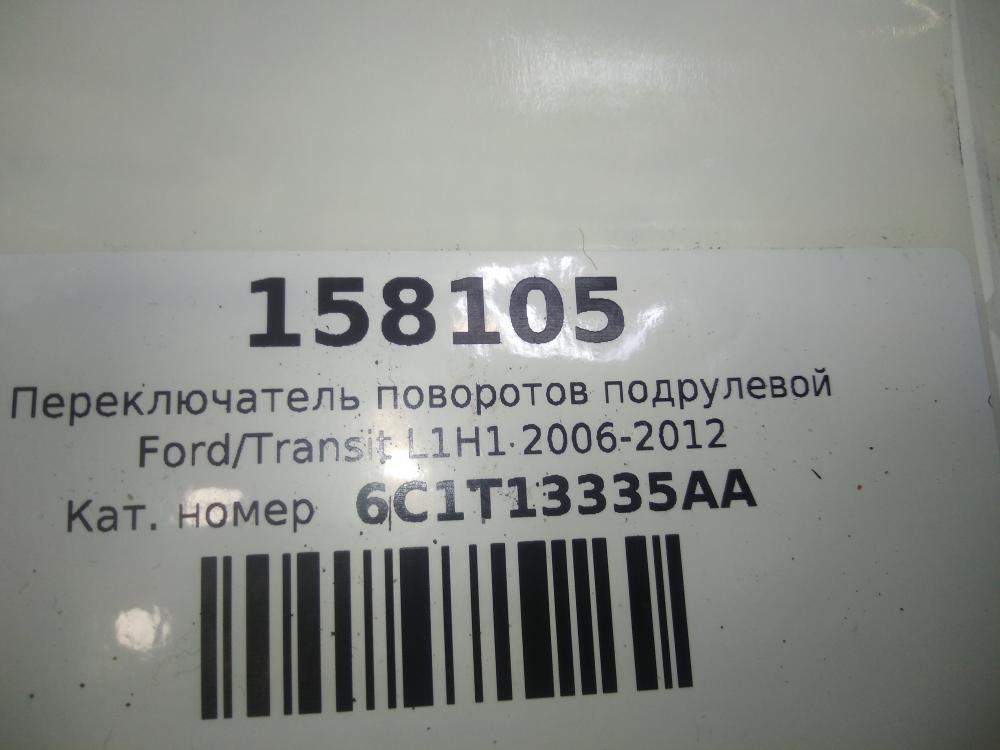 158105
Переключатель поворотов подрулевой
Ford/Transit L1H1 2006-2012
Кат. номер 6C1T13335AA